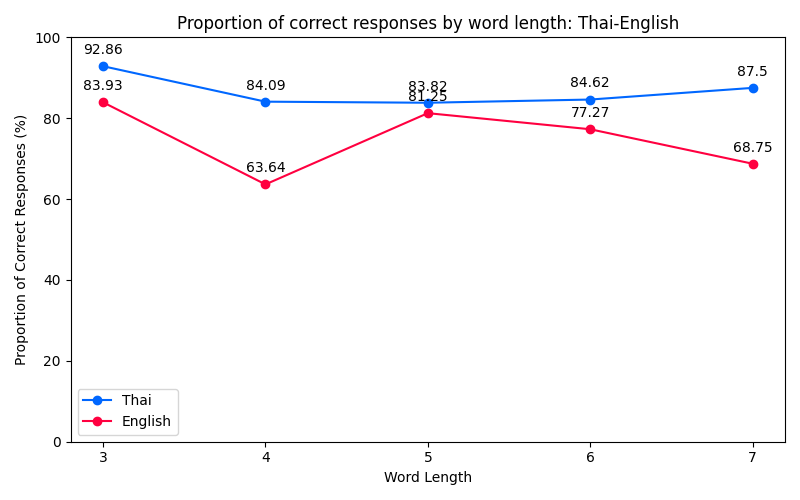 Proportion of correct responses by word length: Thai-English
Proportion of Correct Responses (%)
100
80
60
40
20
0
92.86
84.09
83.82
84.62
87.5
83.93
63.64
81.25
77.27
68.75
Thai
English
3 4 5 6 7
Word Length